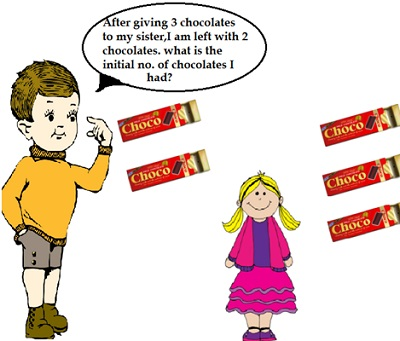 After giving 3 chocolates
to my sister,I am left with 2
chocolates. what is the
initial no. of chocolates I
had?
Choco
Choco
Choco
Choco
Choco